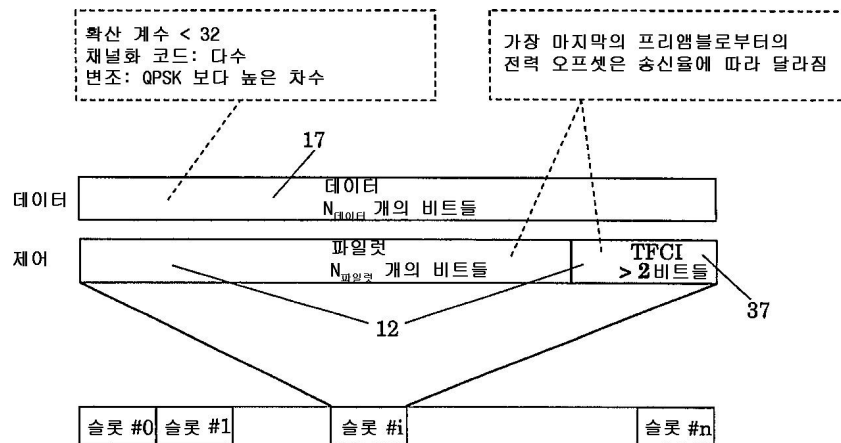 확산 계수 < 32
채널화 코드: 다수
변조: QPSK 보다 높은 차수
가장 마지막의 프리앰블로부터의
전력 오프셋은 송신율에 따라 달라짐
17
데이터
데이터
N데이터 개의 비트들
제어
파일럿
N파일럿 개의 비트들
TFCI
> 2비트들
12
37
슬롯 #0 슬롯 #1 슬롯 #i 슬롯 #n